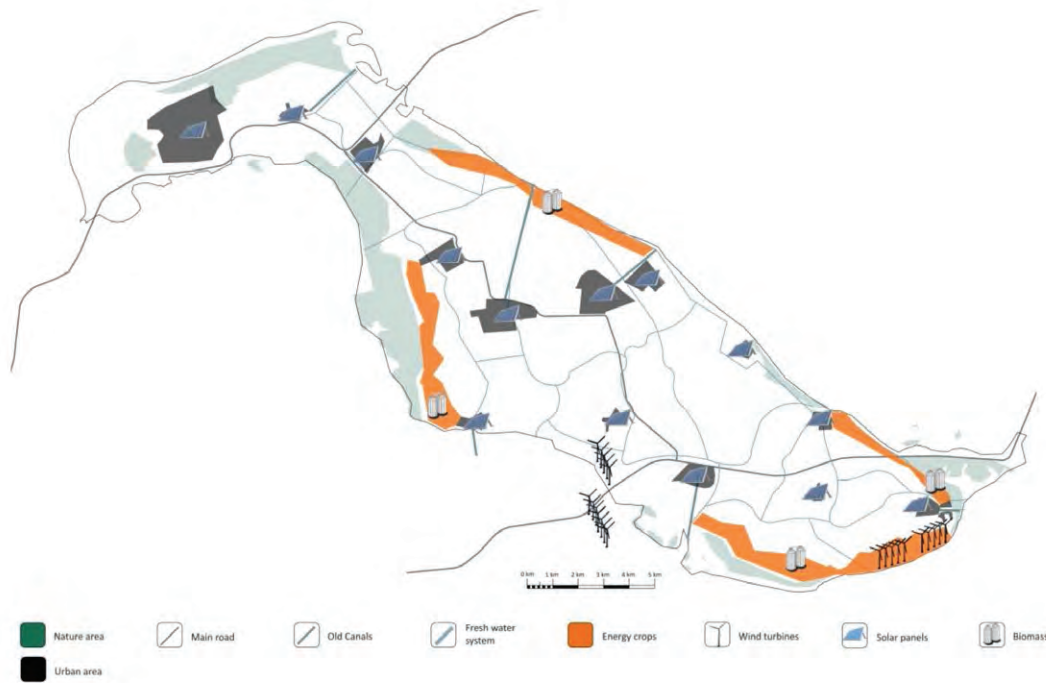 0 km 1 km 2 km 3 km 4 km 5 km
Nature area
Main road
Old Canals
Fresh water
system
Energy crops
Wind turbines
Solar panels
Biomass
Urban area